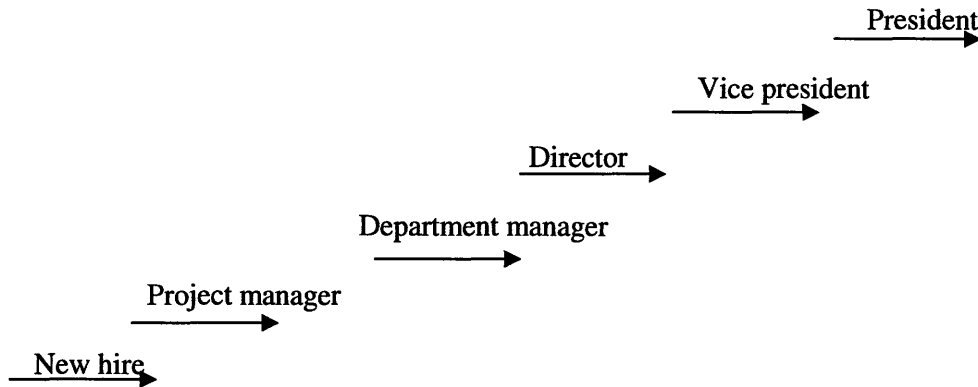 President
Vice president
Director
Department manager
Project manager
New hire